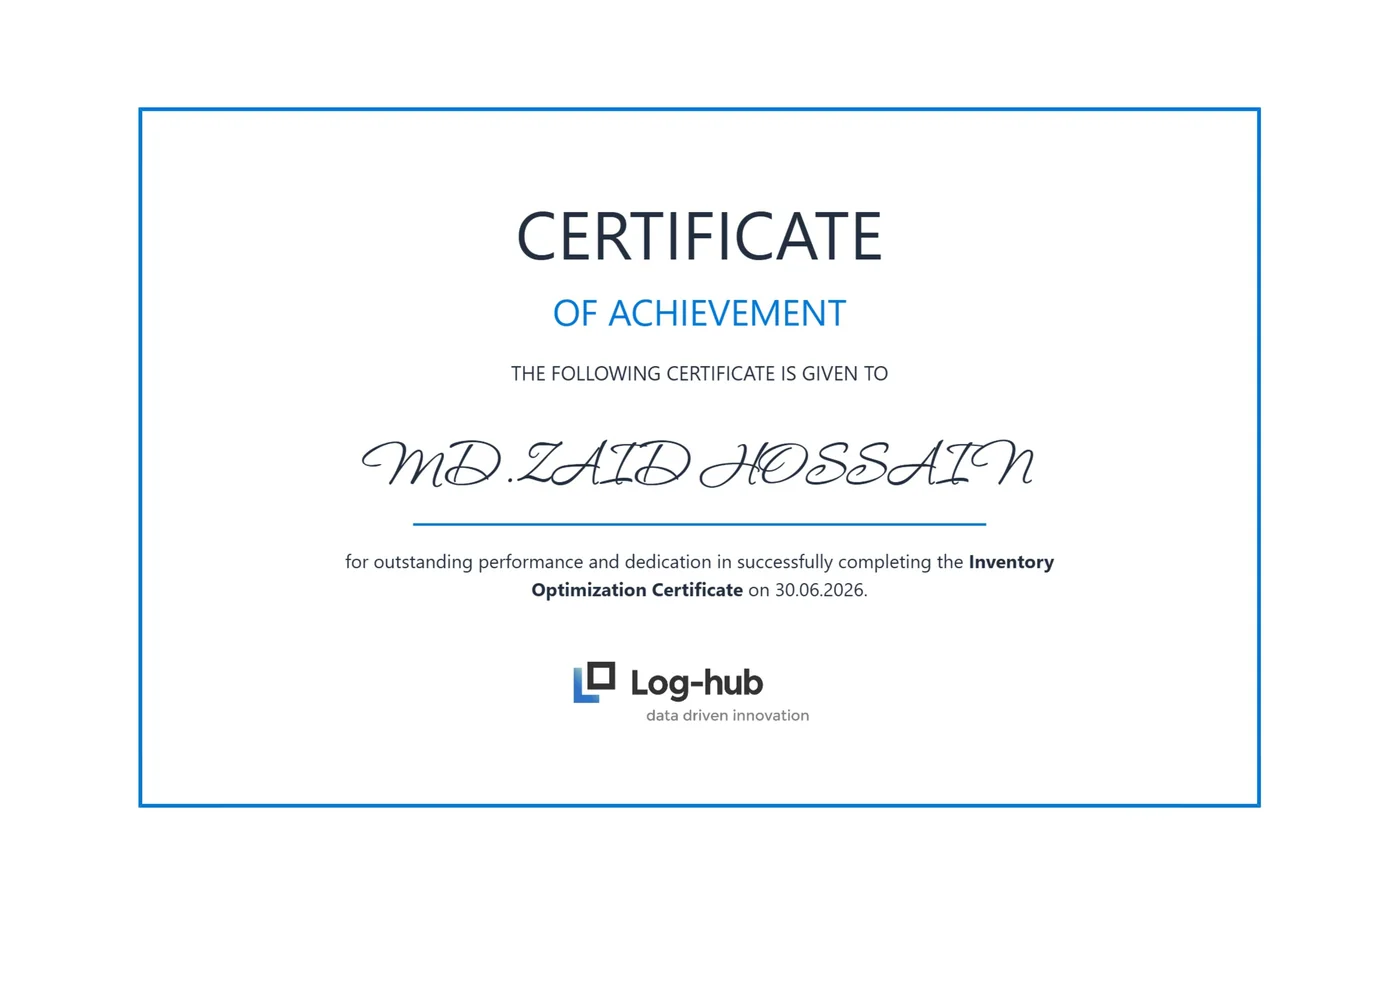 CERTIFICATE
OF ACHIEVEMENT
THE FOLLOWING CERTIFICATE IS GIVEN TO
MD.ZAID HOSSAIN
for outstanding performance and dedication in successfully completing the Inventory
Optimization Certificate on 30.06.2026.
Log-hub
data driven innovation